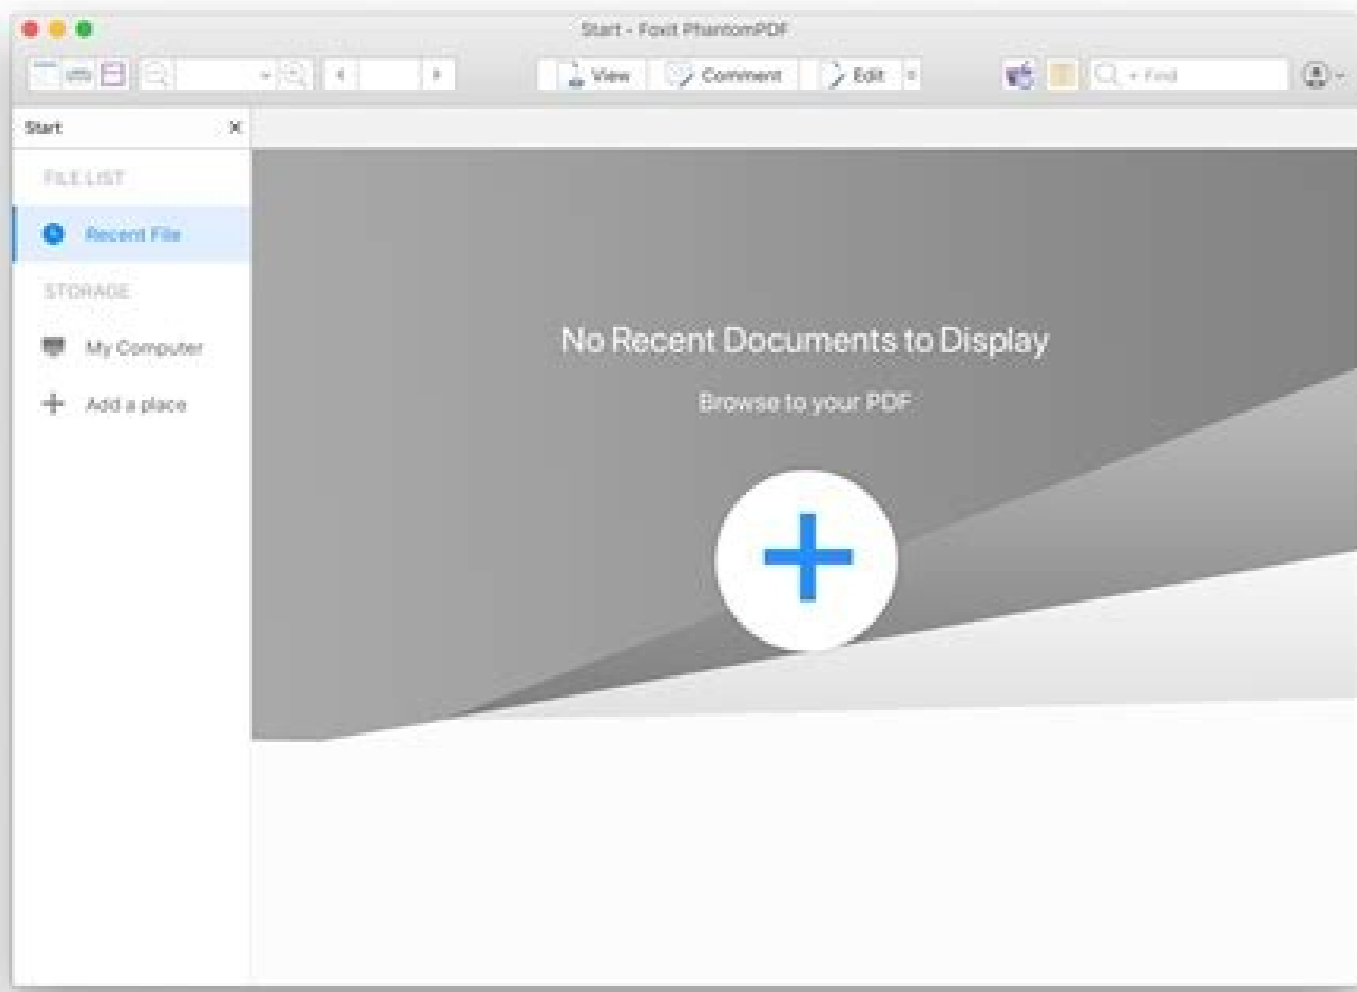 Start - Foxit PhantomPDF
View Comment Edit
Find
Start
FILE LIST
Recent File
STORAGE
My Computer
Add a place
No Recent Documents to Display
Browse to your PDF